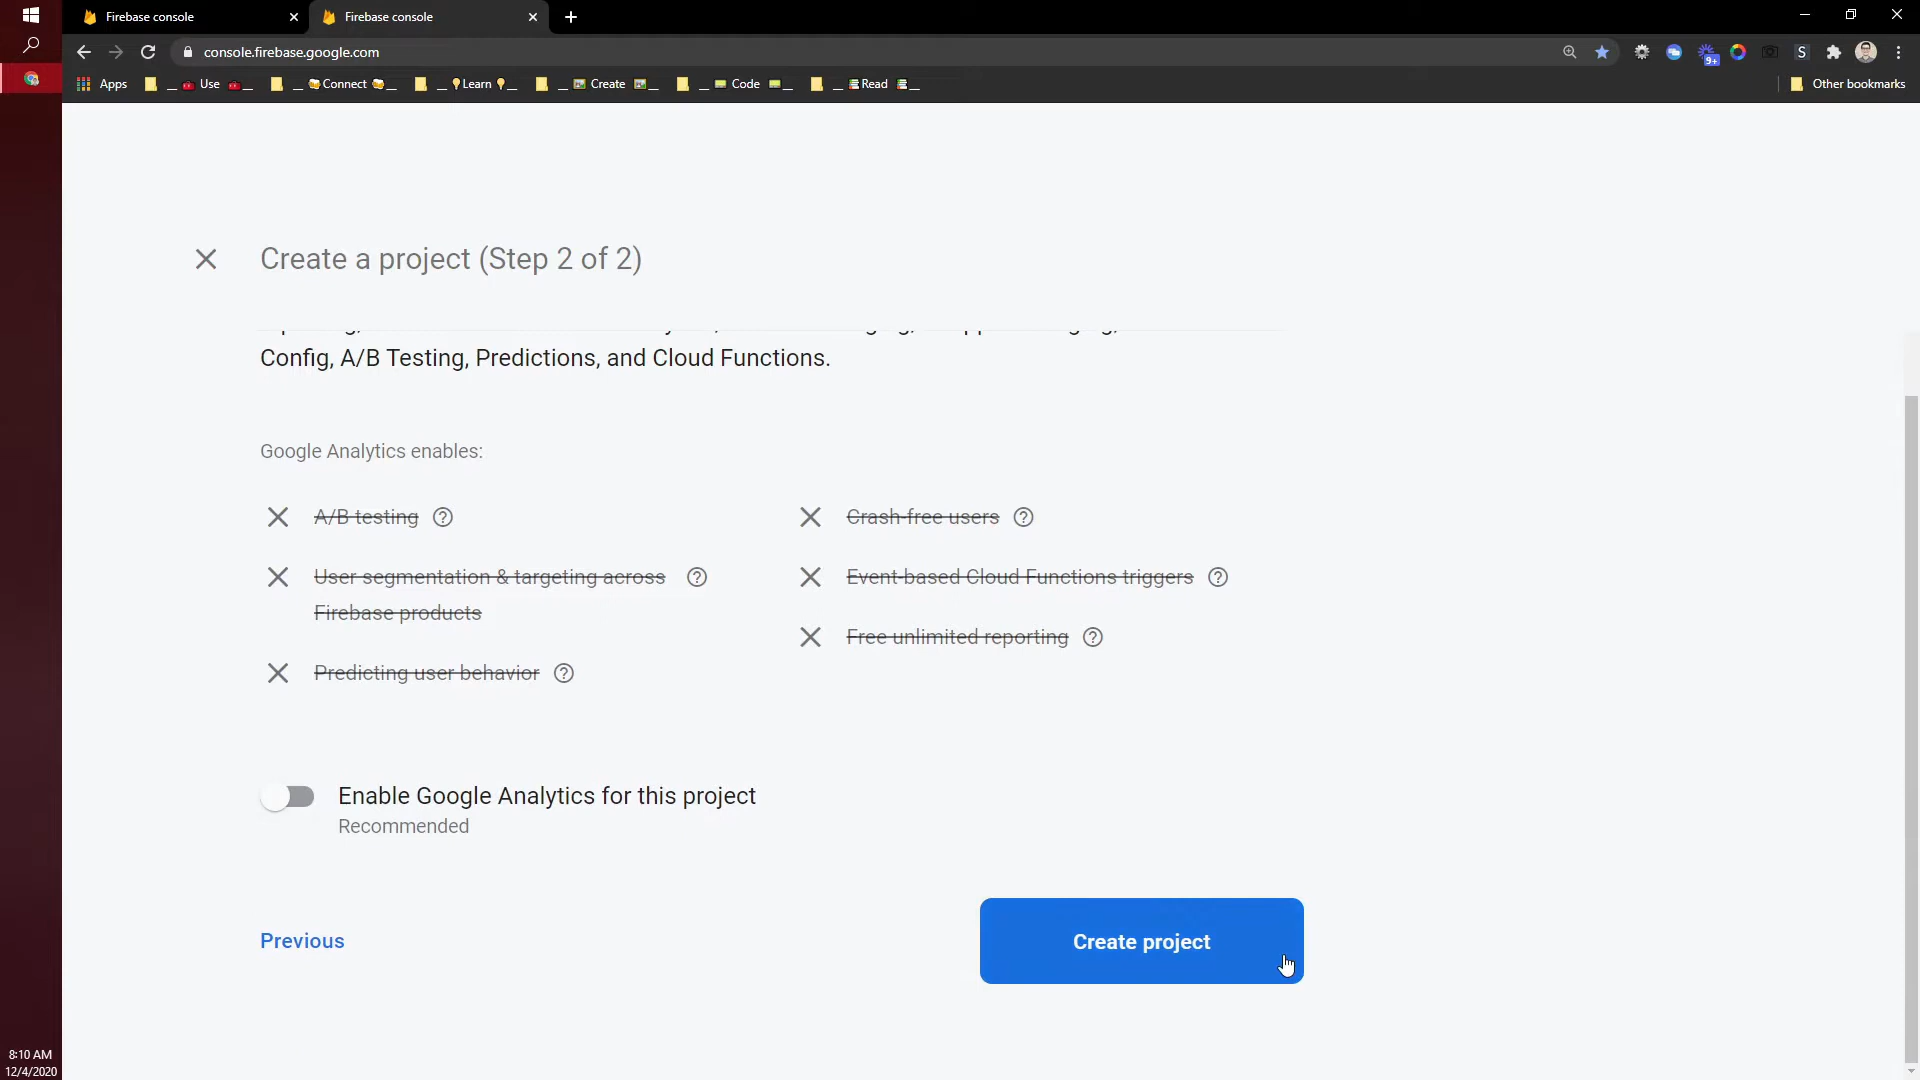 Firebase console
Firebase console
console.firebase.google.com
9+
S
Apps
_ Use _
_ Connect _
_ Learn _
_ Create _
_ Code _
_ Read _
Other bookmarks
Create a project (Step 2 of 2)
Config, A/B Testing, Predictions, and Cloud Functions.
Google Analytics enables:
A/B testing
Crash-free users
User segmentation & targeting across
Firebase products
Event-based Cloud Functions triggers
Free unlimited reporting
Predicting user behavior
Enable Google Analytics for this project
Recommended
Previous
Create project
8:10 AM
12/4/2020